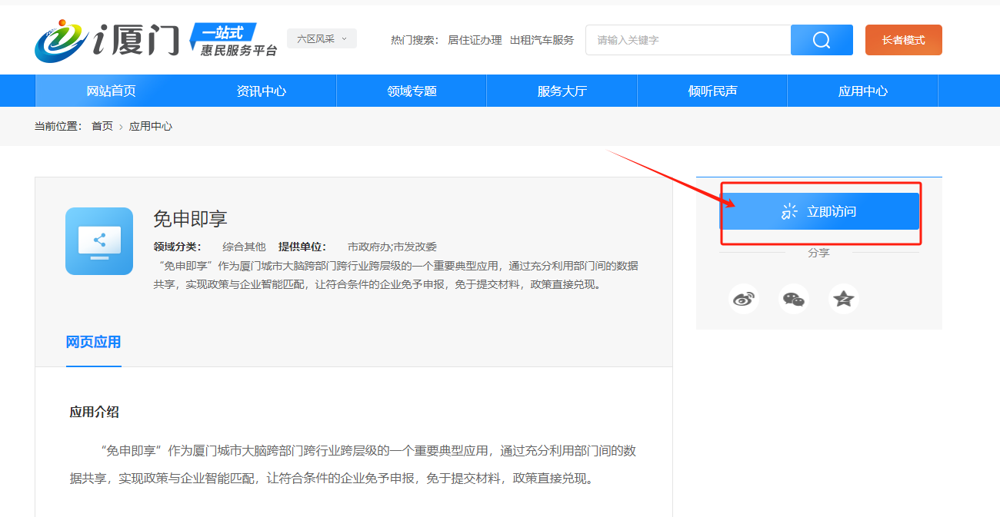 i厦门
一站式
惠民服务平台
六区风采
热门搜索： 居住证办理 出租汽车服务
请输入关键字
长者模式
网站首页 资讯中心 领域专题 服务大厅 倾听民声 应用中心
当前位置： 首页 › 应用中心
免申即享
领域分类： 综合其他 提供单位： 市政府办;市发改委
“免申即享”作为厦门城市大脑跨部门跨行业跨层级的一个重要典型应用，通过充分利用部门间的数据
共享，实现政策与企业智能匹配，让符合条件的企业免予申报，免于提交材料，政策直接兑现。
立即访问
分享
网页应用
应用介绍
“免申即享”作为厦门城市大脑跨部门跨行业跨层级的一个重要典型应用，通过充分利用部门间的数
据共享，实现政策与企业智能匹配，让符合条件的企业免予申报，免于提交材料，政策直接兑现。